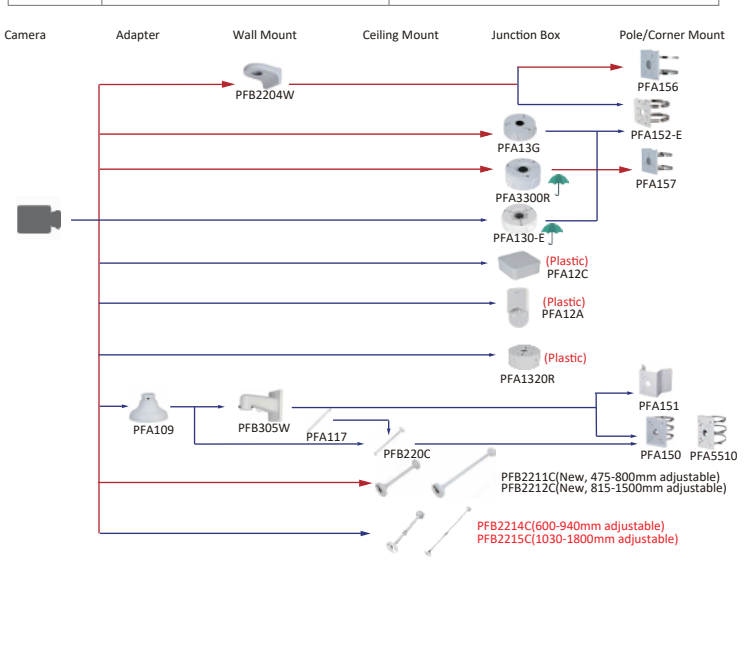 Camera Adapter Wall Mount Ceiling Mount Junction Box Pole/Corner Mount
PFB2204W
PFA156
PFA152-E
PFA13G
PFA3300R
PFA157
PFA130-E
(Plastic)
PFA12C
(Plastic)
PFA12A
(Plastic)
PFA1320R
PFA109
PFB305W
PFA117
PFB220C
PFA151
PFA150
PFA5510
PFB2211C(New, 475-800mm adjustable)
PFB2212C(New, 815-1500mm adjustable)
PFB2214C(600-940mm adjustable)
PFB2215C(1030-1800mm adjustable)